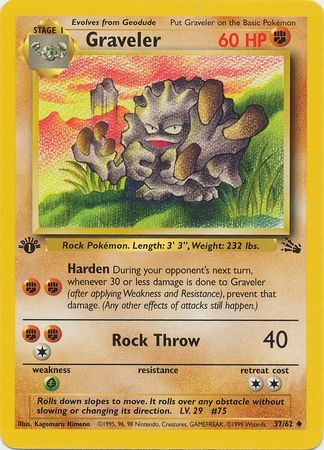 STAGE 1
Evolves from Geodude
Put Graveler on the Basic Pokémon
Graveler
60 HP
EDITION
1
Rock Pokémon. Length: 3' 3", Weight: 232 lbs.
Harden During your opponent's next turn,
whenever 30 or less damage is done to Graveler
(after applying Weakness and Resistance), prevent that
damage. (Any other effects of attacks still happen.)
Rock Throw 40
weakness
resistance
retreat cost
Rolls down slopes to move. It rolls over any obstacle without
slowing or changing its direction. LV. 29 #75
Illus. Kagemaru Himeno
©1995, 96, 98 Nintendo, Creatures, GAMEFREAK. ©1999 Wizards.
37/62